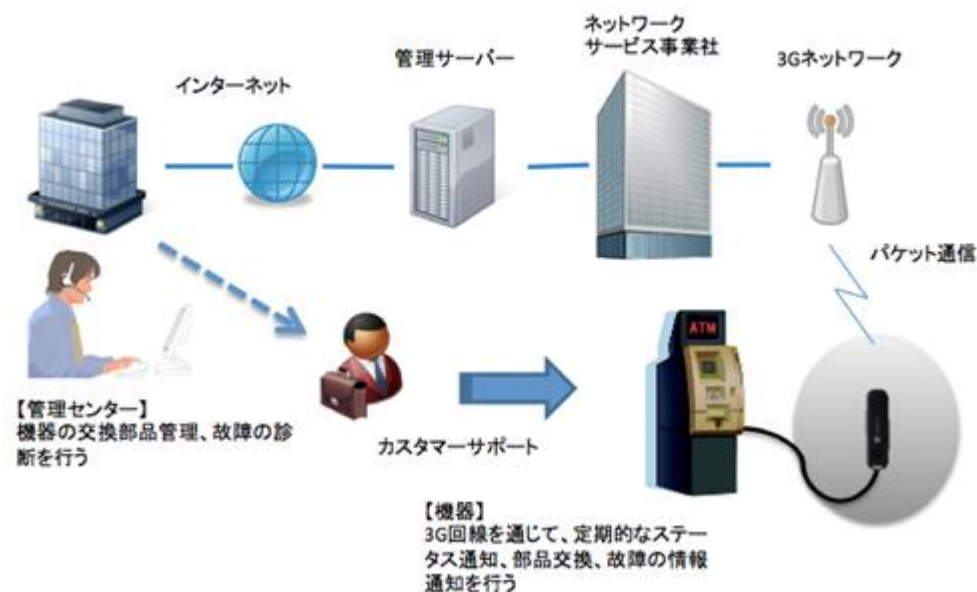 ネットワーク
サービス事業社
管理サーバー
3Gネットワーク
インターネット
パケット通信
ATM
【管理センター】
機器の交換部品管理、故障の診
断を行う
カスタマーサポート
【機器】
3G回線を通じて、定期的なステー
タス通知、部品交換、故障の情報
通知を行う